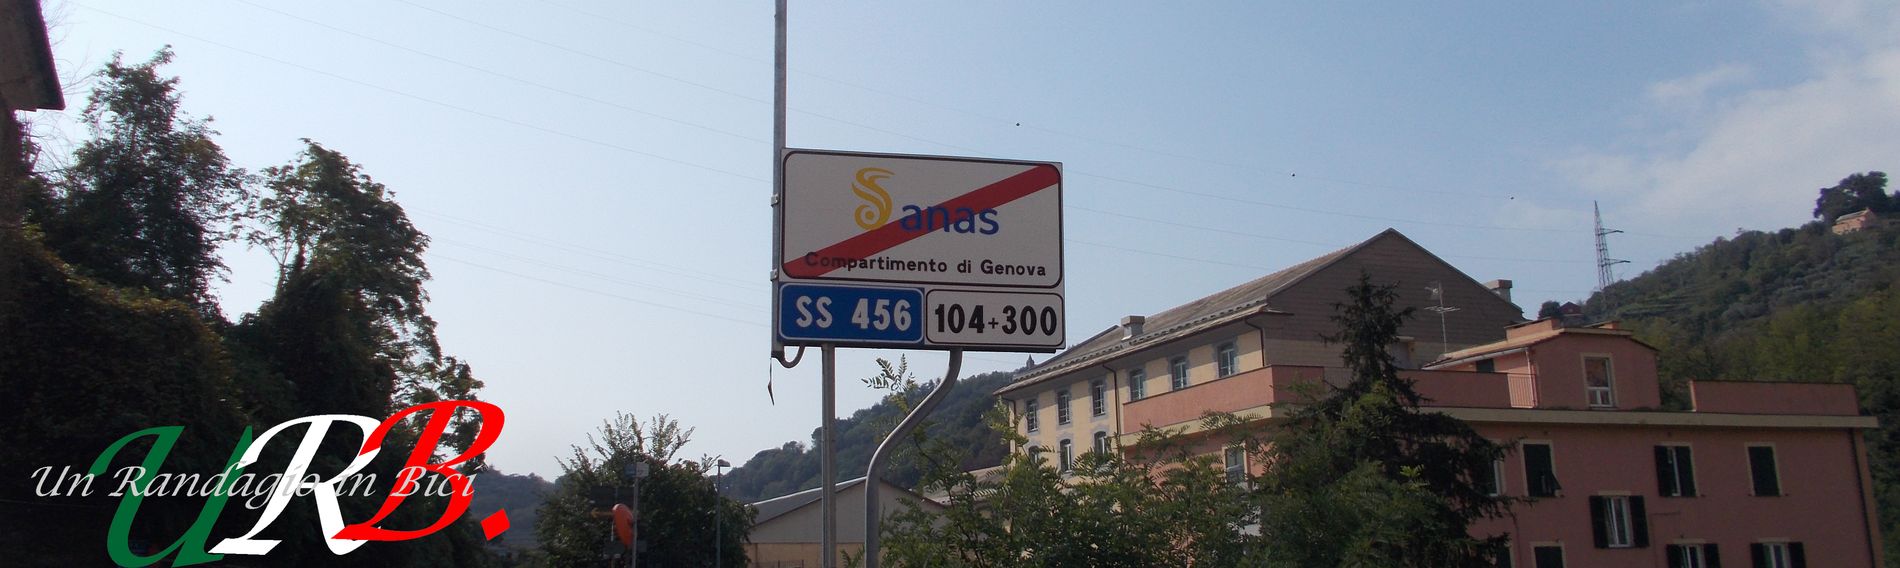 anas
Compartimento di Genova
SS 456
104+300
URB.
Un Randagio in Bici